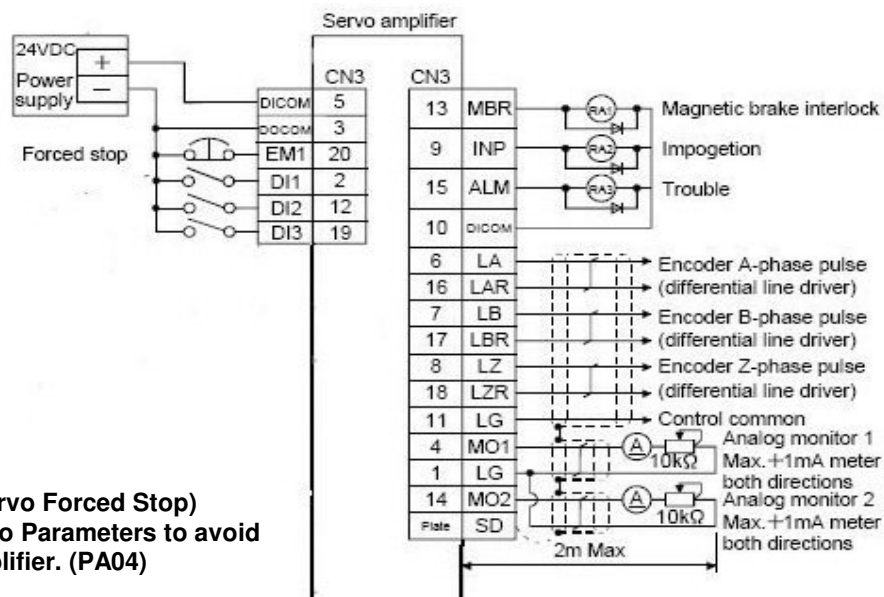 Servo amplifier
24VDC
+
Power
supply
−
CN3
CN3
DICOM 5
DOCOM 3
Forced stop
EM1 20
DI1 2
DI2 12
DI3 19
13 MBR RA1 Magnetic brake interlock
9 INP RA2 Impogetion
15 ALM RA3 Trouble
10 DICOM
6 LA Encoder A-phase pulse
16 LAR (differential line driver)
7 LB Encoder B-phase pulse
17 LBR (differential line driver)
8 LZ Encoder Z-phase pulse
18 LZR (differential line driver)
11 LG Control common
4 MO1 A 10kΩ Analog monitor 1
Max.+1mA meter
both directions
1 LG
14 MO2 A 10kΩ Analog monitor 2
Max.+1mA meter
both directions
Plate SD
2m Max
rvo Forced Stop)
o Parameters to avoid
plifier. (PA04)